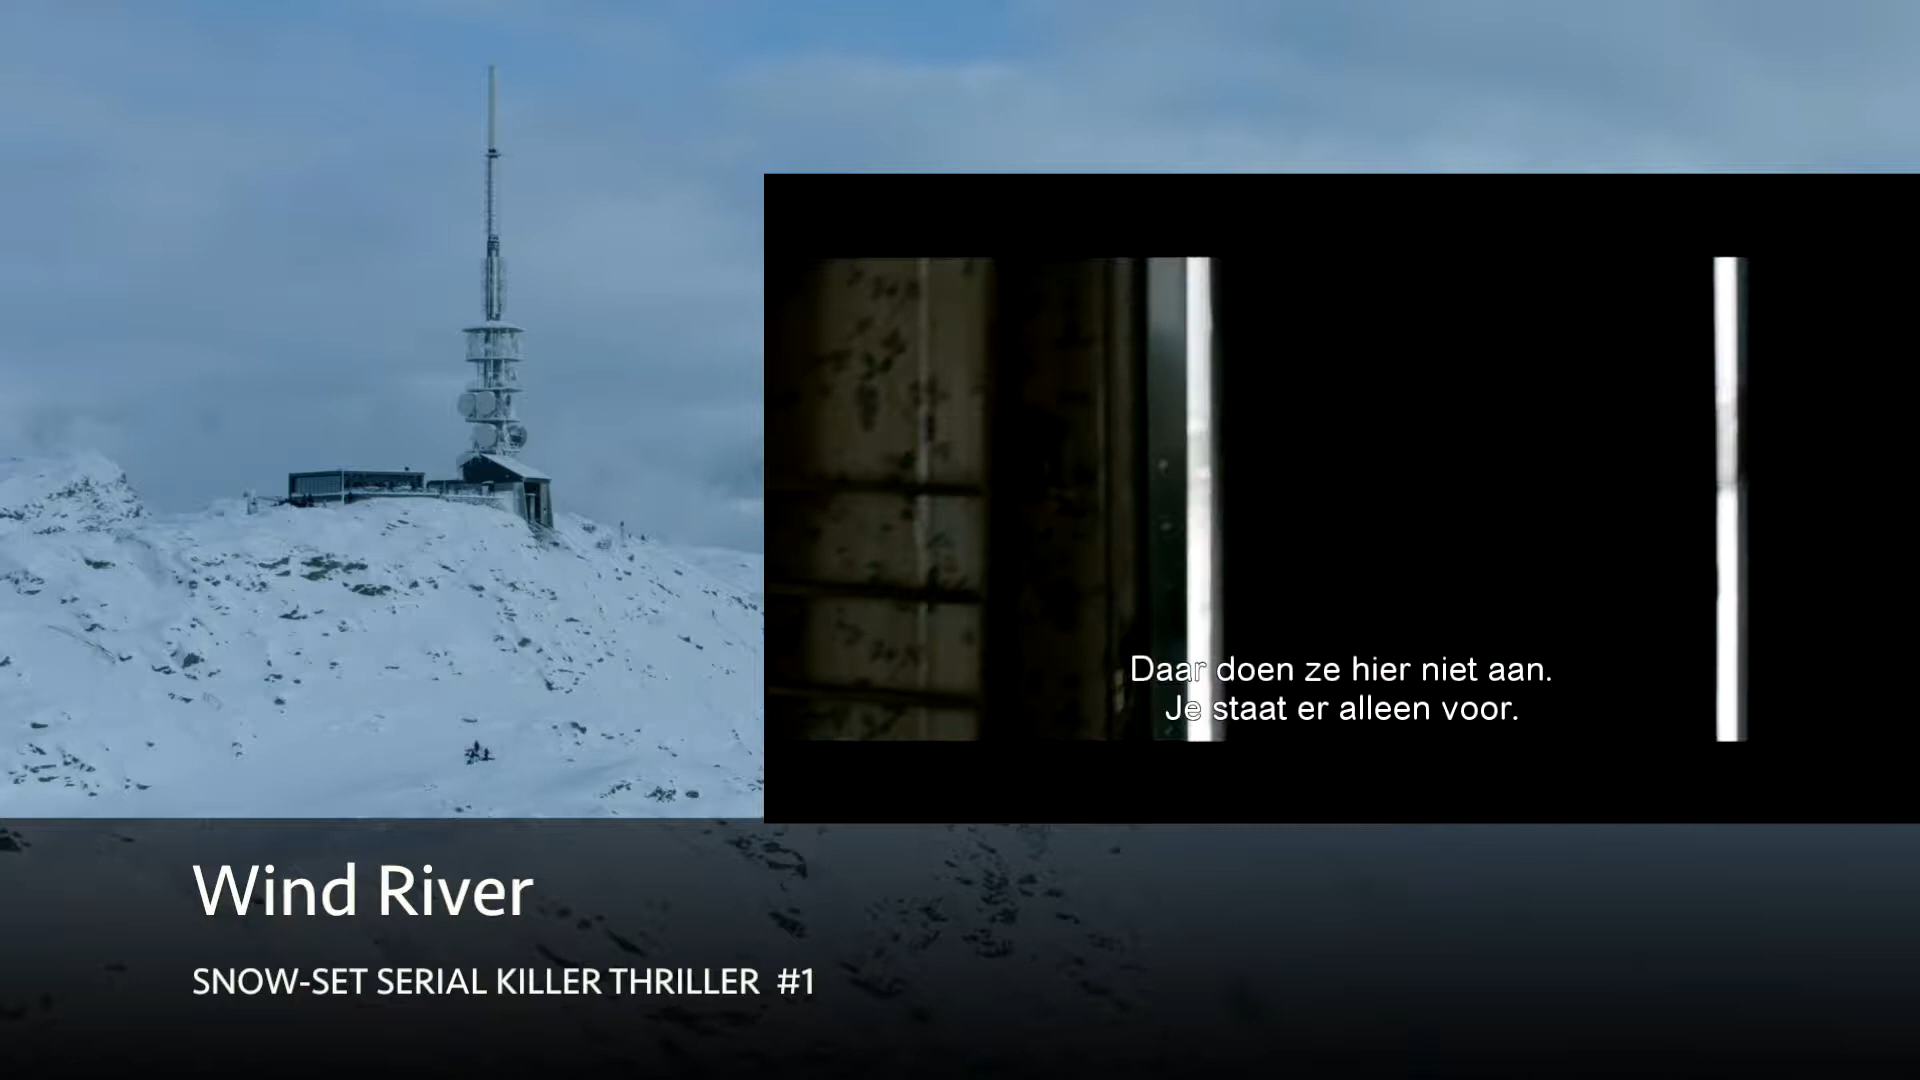 Daar doen ze hier niet aan.
Je staat er alleen voor.
Wind River
SNOW-SET SERIAL KILLER THRILLER #1